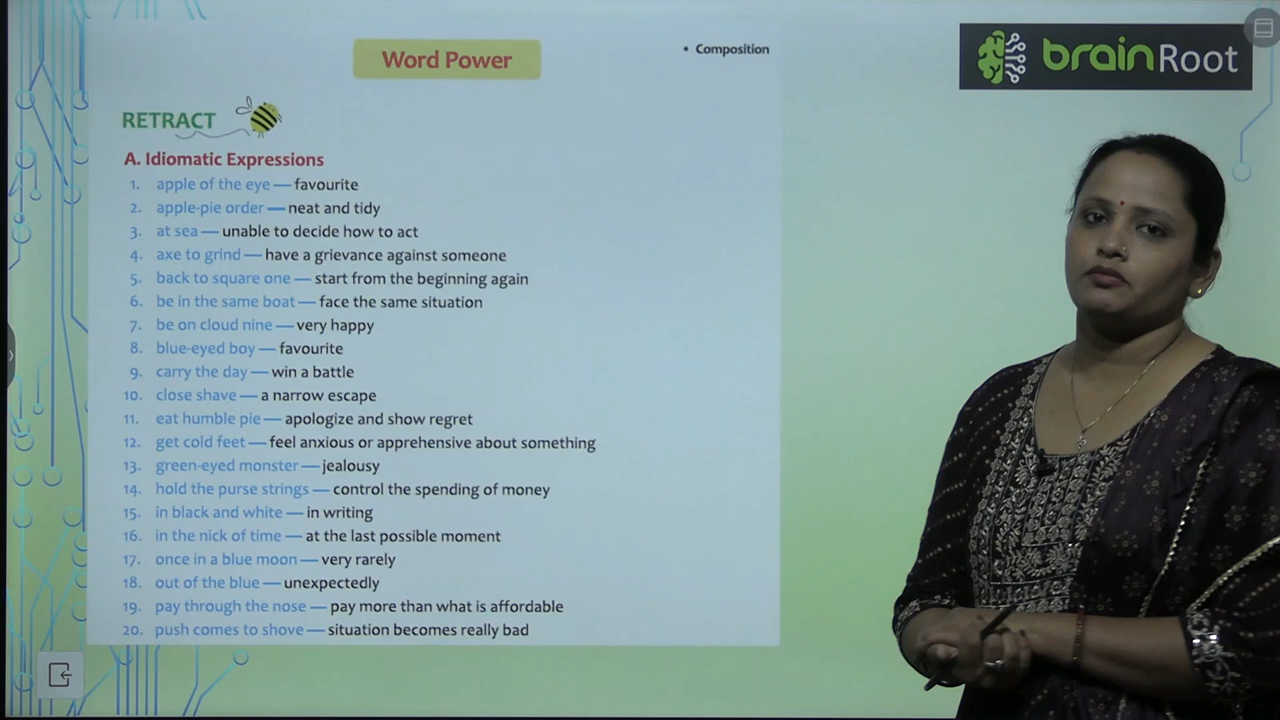 Word Power
• Composition
brainRoot
RETRACT
A. Idiomatic Expressions
1. apple of the eye — favourite
2. apple-pie order — neat and tidy
3. at sea — unable to decide how to act
4. axe to grind — have a grievance against someone
5. back to square one — start from the beginning again
6. be in the same boat — face the same situation
7. be on cloud nine — very happy
8. blue-eyed boy — favourite
9. carry the day — win a battle
10. close shave — a narrow escape
11. eat humble pie — apologize and show regret
12. get cold feet — feel anxious or apprehensive about something
13. green-eyed monster — jealousy
14. hold the purse strings — control the spending of money
15. in black and white — in writing
16. in the nick of time — at the last possible moment
17. once in a blue moon — very rarely
18. out of the blue — unexpectedly
19. pay through the nose — pay more than what is affordable
20. push comes to shove — situation becomes really bad